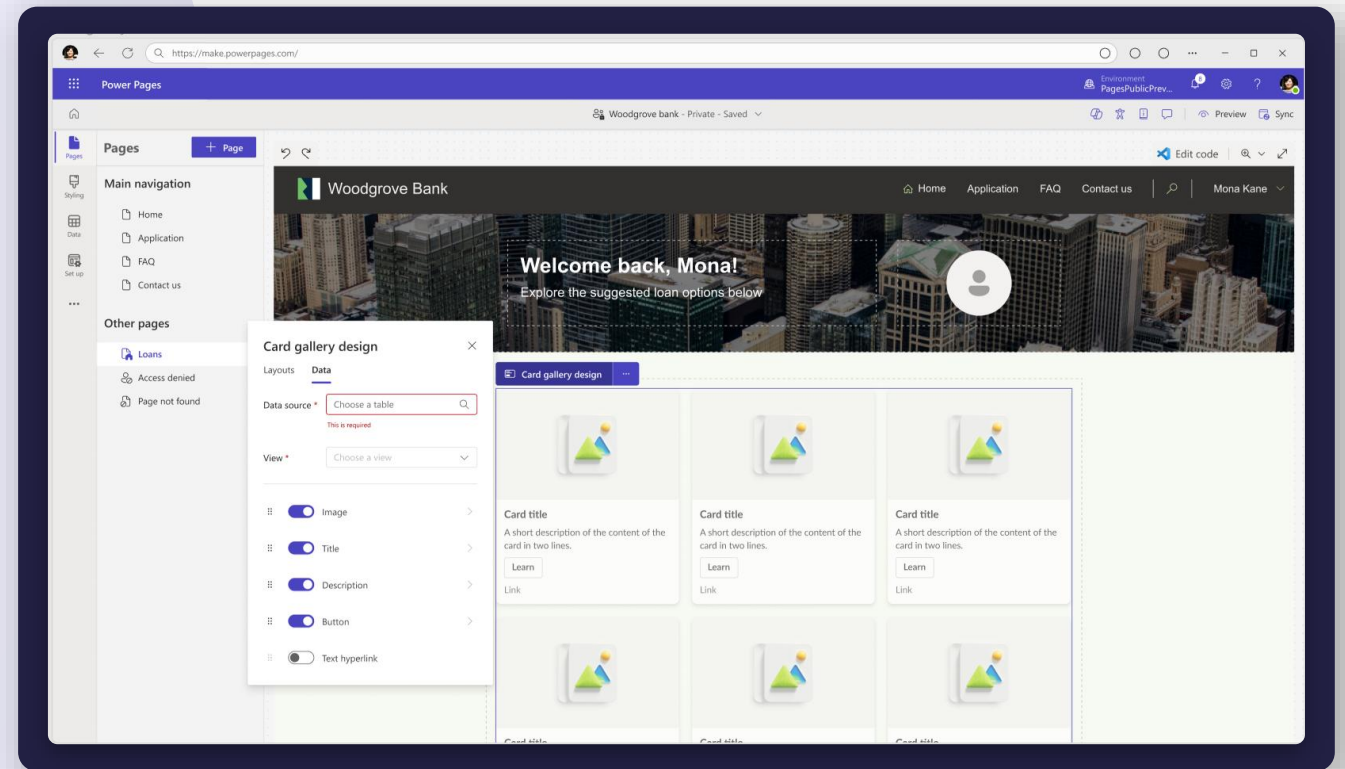 https://make.powerpages.com/
Power Pages
Environment
PagesPublicPrev...
?
Woodgrove bank - Private - Saved
Preview
Sync
Pages
Styling
Data
Set up
Pages
+ Page
Main navigation
Home
Application
FAQ
Contact us
Other pages
Loans
Access denied
Page not found
Edit code
Woodgrove Bank
Home
Application
FAQ
Contact us
Mona Kane
Welcome back, Mona!
Explore the suggested loan options below
Card gallery design
Layouts
Data
Data source *
Choose a table
This is required
View *
Choose a view
Image
Title
Description
Button
Text hyperlink
Card gallery design
Card title
A short description of the content of the
card in two lines.
Learn
Link
Card title
A short description of the content of the
card in two lines.
Learn
Link
Card title
A short description of the content of the
card in two lines.
Learn
Link
Card title
Card title
Card title